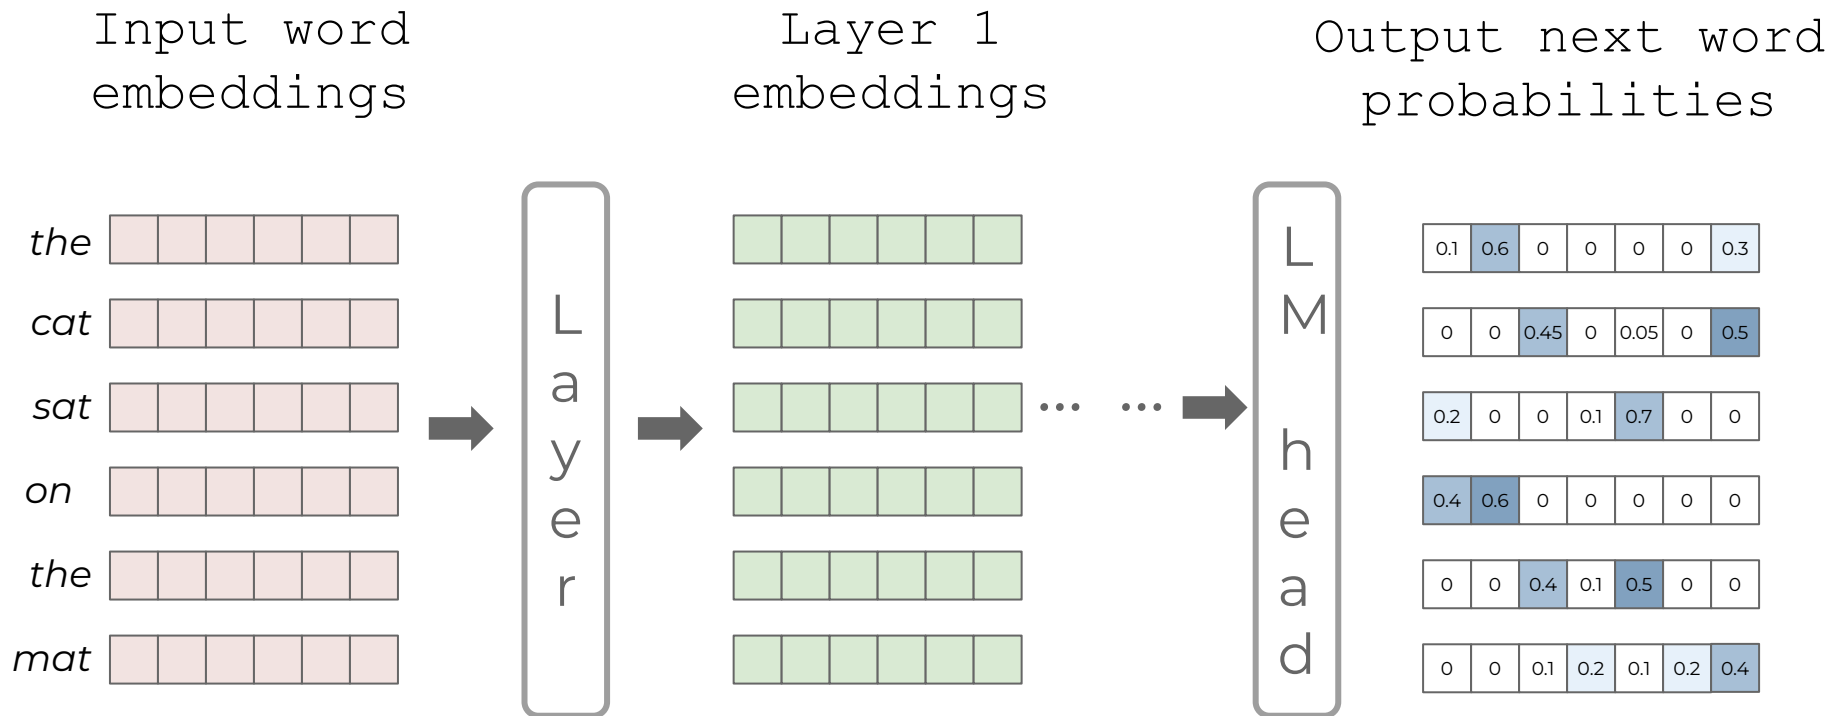 Input word
embeddings
Layer 1
embeddings
Output next word
probabilities
the
cat
sat
on
the
mat
Layer
... ...
LM head
0.1 0.6 0 0 0 0 0.3
0 0 0.45 0 0.05 0 0.5
0.2 0 0 0.1 0.7 0 0
0.4 0.6 0 0 0 0 0
0 0 0.4 0.1 0.5 0 0
0 0 0.1 0.2 0.1 0.2 0.4